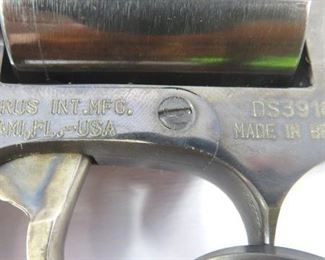 RUS INT.MFG.
MI,FL,-USA
DS391
MADE IN B